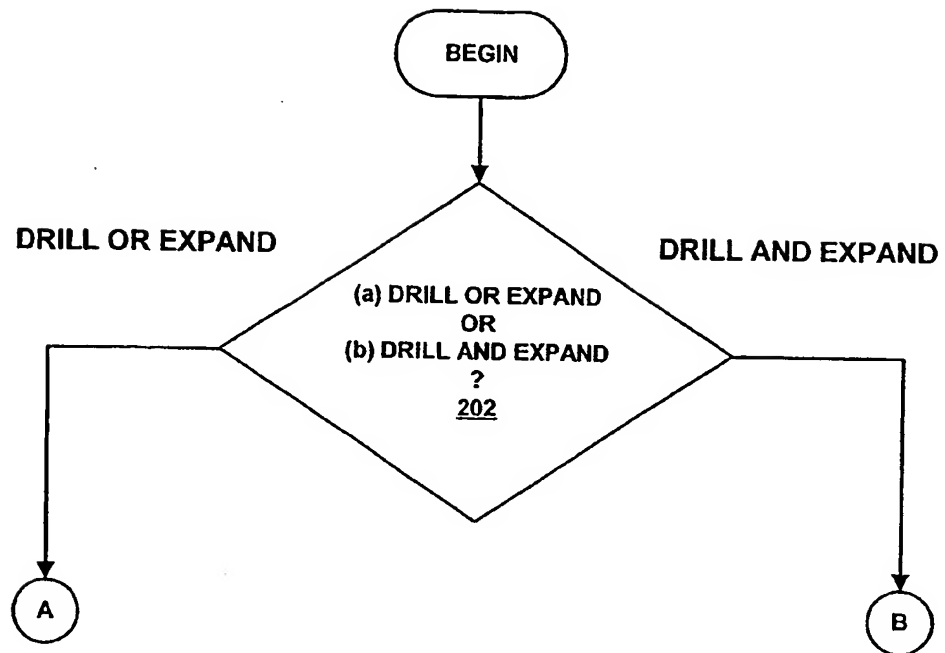 BEGIN
DRILL OR EXPAND
DRILL AND EXPAND
(a) DRILL OR EXPAND
OR
(b) DRILL AND EXPAND
?
202
A
B